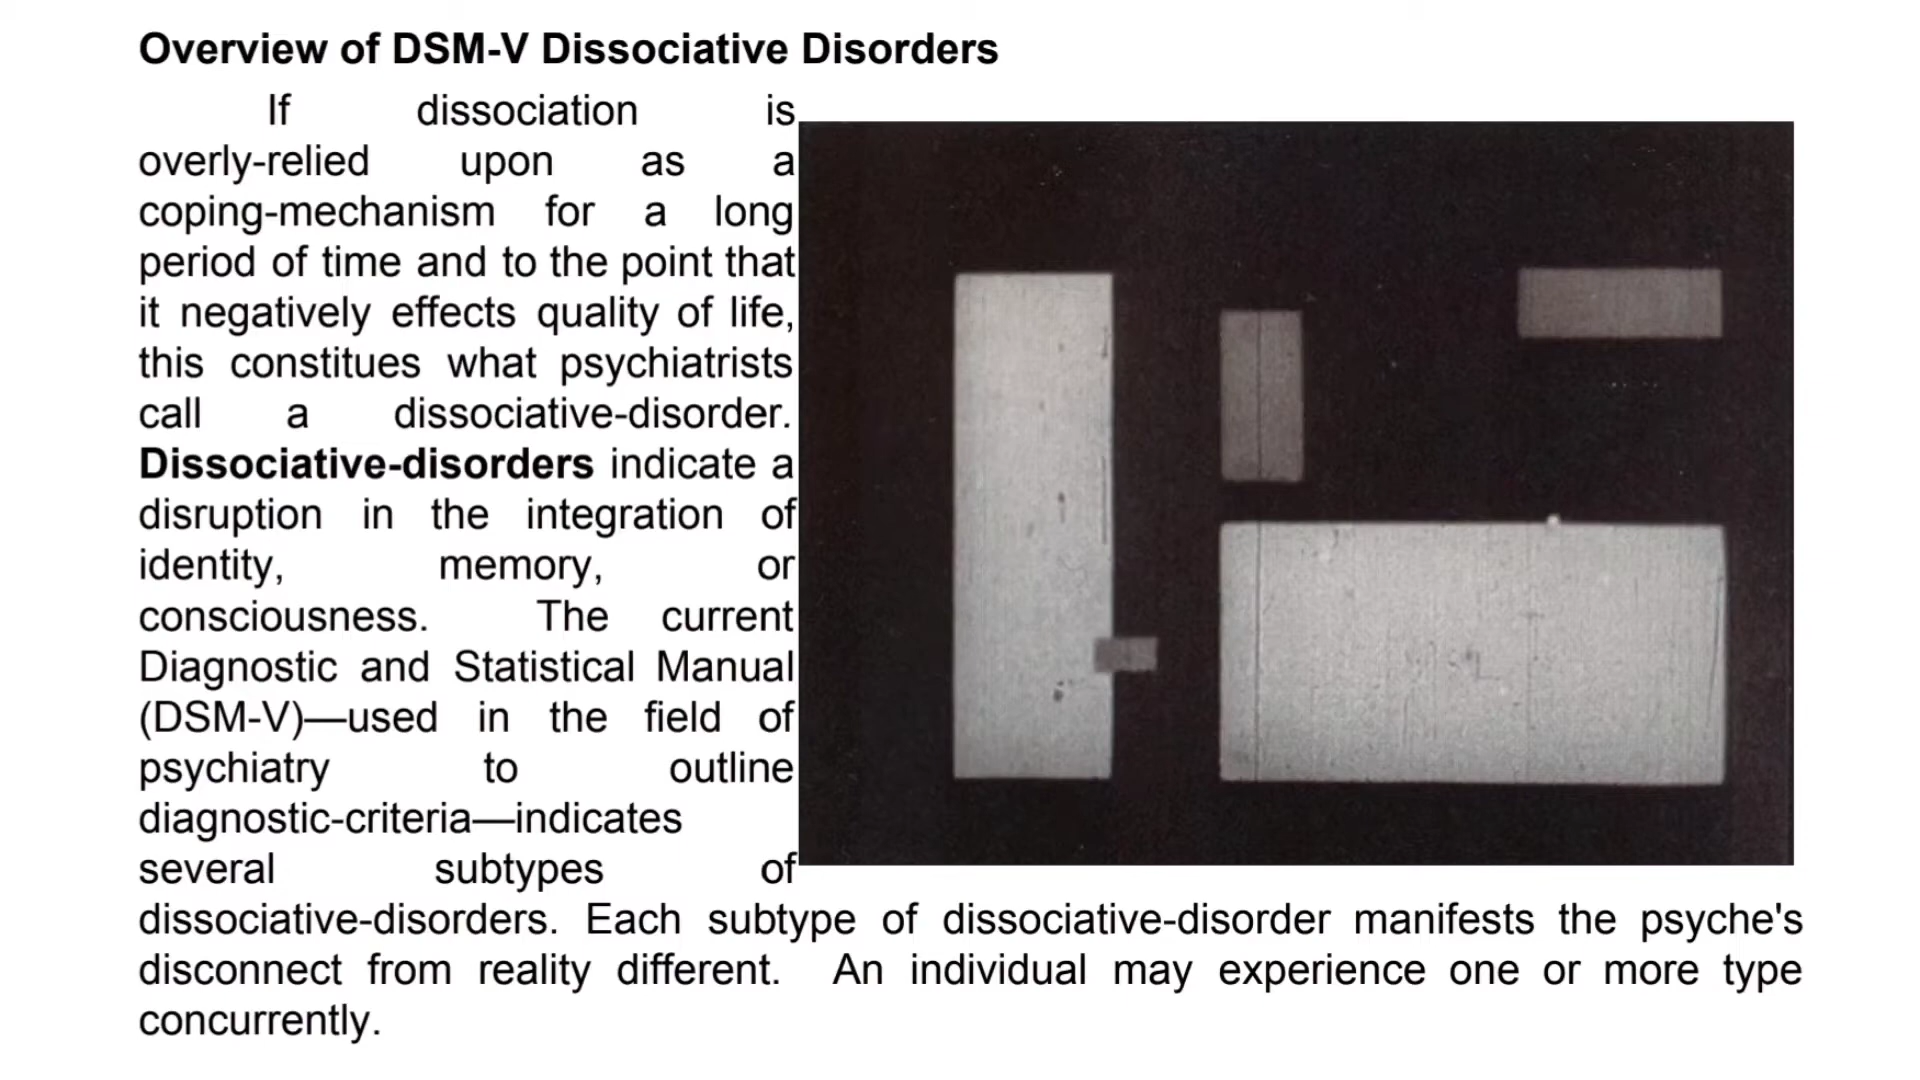 Overview of DSM-V Dissociative Disorders
If dissociation is
overly-relied upon as a
coping-mechanism for a long
period of time and to the point that
it negatively effects quality of life,
this constitues what psychiatrists
call a dissociative-disorder.
Dissociative-disorders indicate a
disruption in the integration of
identity, memory, or
consciousness. The current
Diagnostic and Statistical Manual
(DSM-V)—used in the field of
psychiatry to outline
diagnostic-criteria—indicates
several subtypes of
dissociative-disorders. Each subtype of dissociative-disorder manifests the psyche's
disconnect from reality different. An individual may experience one or more type
concurrently.